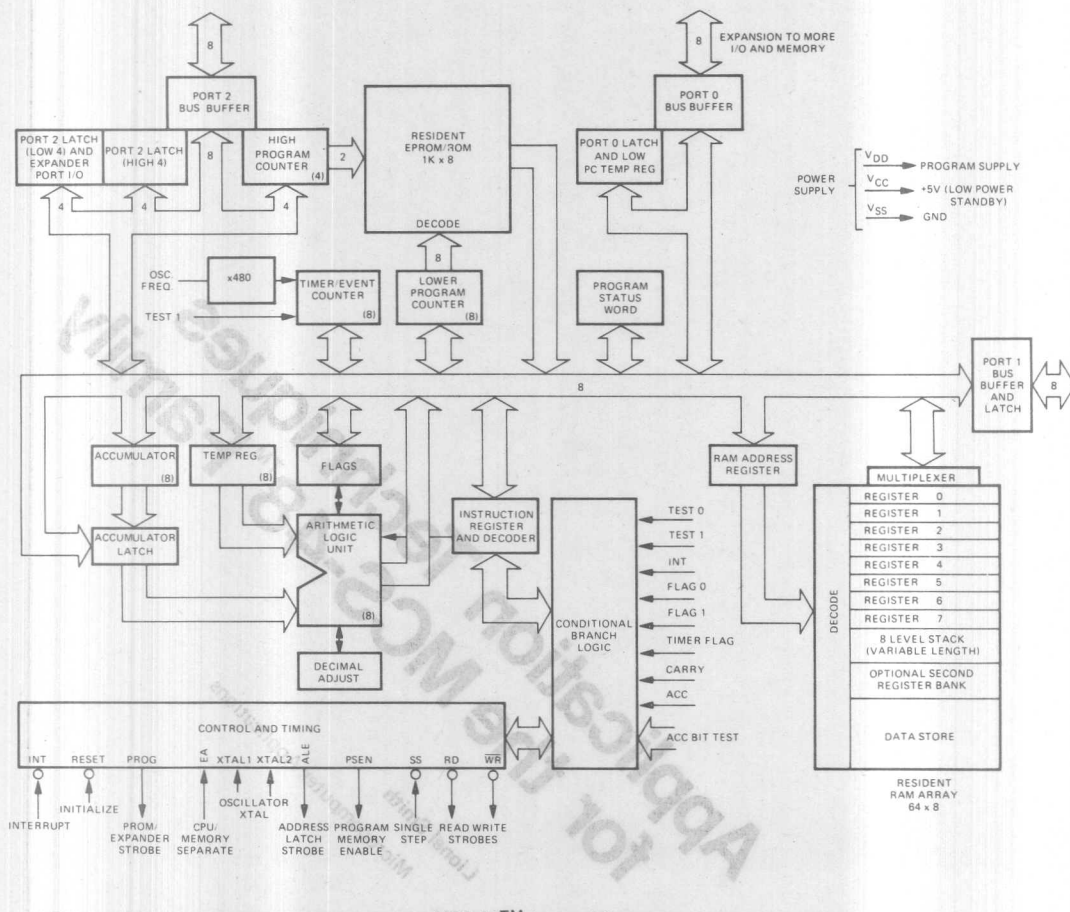 8
8
EXPANSION TO MORE
I/O AND MEMORY
PORT 2
BUS BUFFER
PORT 0
BUS BUFFER
PORT 2 LATCH
(LOW 4) AND
EXPANDER
PORT I/O
PORT 2 LATCH
(HIGH 4)
8
HIGH
PROGRAM
COUNTER
(4)
2
RESIDENT
EPROM/ROM
1K x 8
DECODE
PORT 0 LATCH
AND LOW
PC TEMP REG
POWER
SUPPLY
VDD
PROGRAM SUPPLY
VCC
+5V (LOW POWER
STANDBY)
VSS
GND
4
4
4
8
OSC.
FREQ.
x480
TEST 1
TIMER/EVENT
COUNTER
(8)
LOWER
PROGRAM
COUNTER
(8)
PROGRAM
STATUS
WORD
8
PORT 1
BUS
BUFFER
AND
LATCH
8
ACCUMULATOR
(8)
TEMP REG.
(8)
FLAGS
RAM ADDRESS
REGISTER
MULTIPLEXER
ACCUMULATOR
LATCH
ARITHMETIC
LOGIC
UNIT
(8)
INSTRUCTION
REGISTER
AND DECODER
DECIMAL
ADJUST
CONDITIONAL
BRANCH
LOGIC
TEST 0
TEST 1
INT
FLAG 0
FLAG 1
TIMER FLAG
CARRY
ACC
ACC BIT TEST
DECODE
REGISTER 0
REGISTER 1
REGISTER 2
REGISTER 3
REGISTER 4
REGISTER 5
REGISTER 6
REGISTER 7
8 LEVEL STACK
(VARIABLE LENGTH)
OPTIONAL SECOND
REGISTER BANK
DATA STORE
RESIDENT
RAM ARRAY
64 x 8
CONTROL AND TIMING
INT RESET PROG EA XTAL1 XTAL2 ALE PSEN SS RD WR
INTERRUPT
INITIALIZE
PROM/
EXPANDER
STROBE
CPU/
MEMORY
SEPARATE
OSCILLATOR
XTAL
ADDRESS
LATCH
STROBE
PROGRAM
MEMORY
ENABLE
SINGLE
STEP
READ WRITE
STROBES
Application Techniques
for the MCS-48 Family